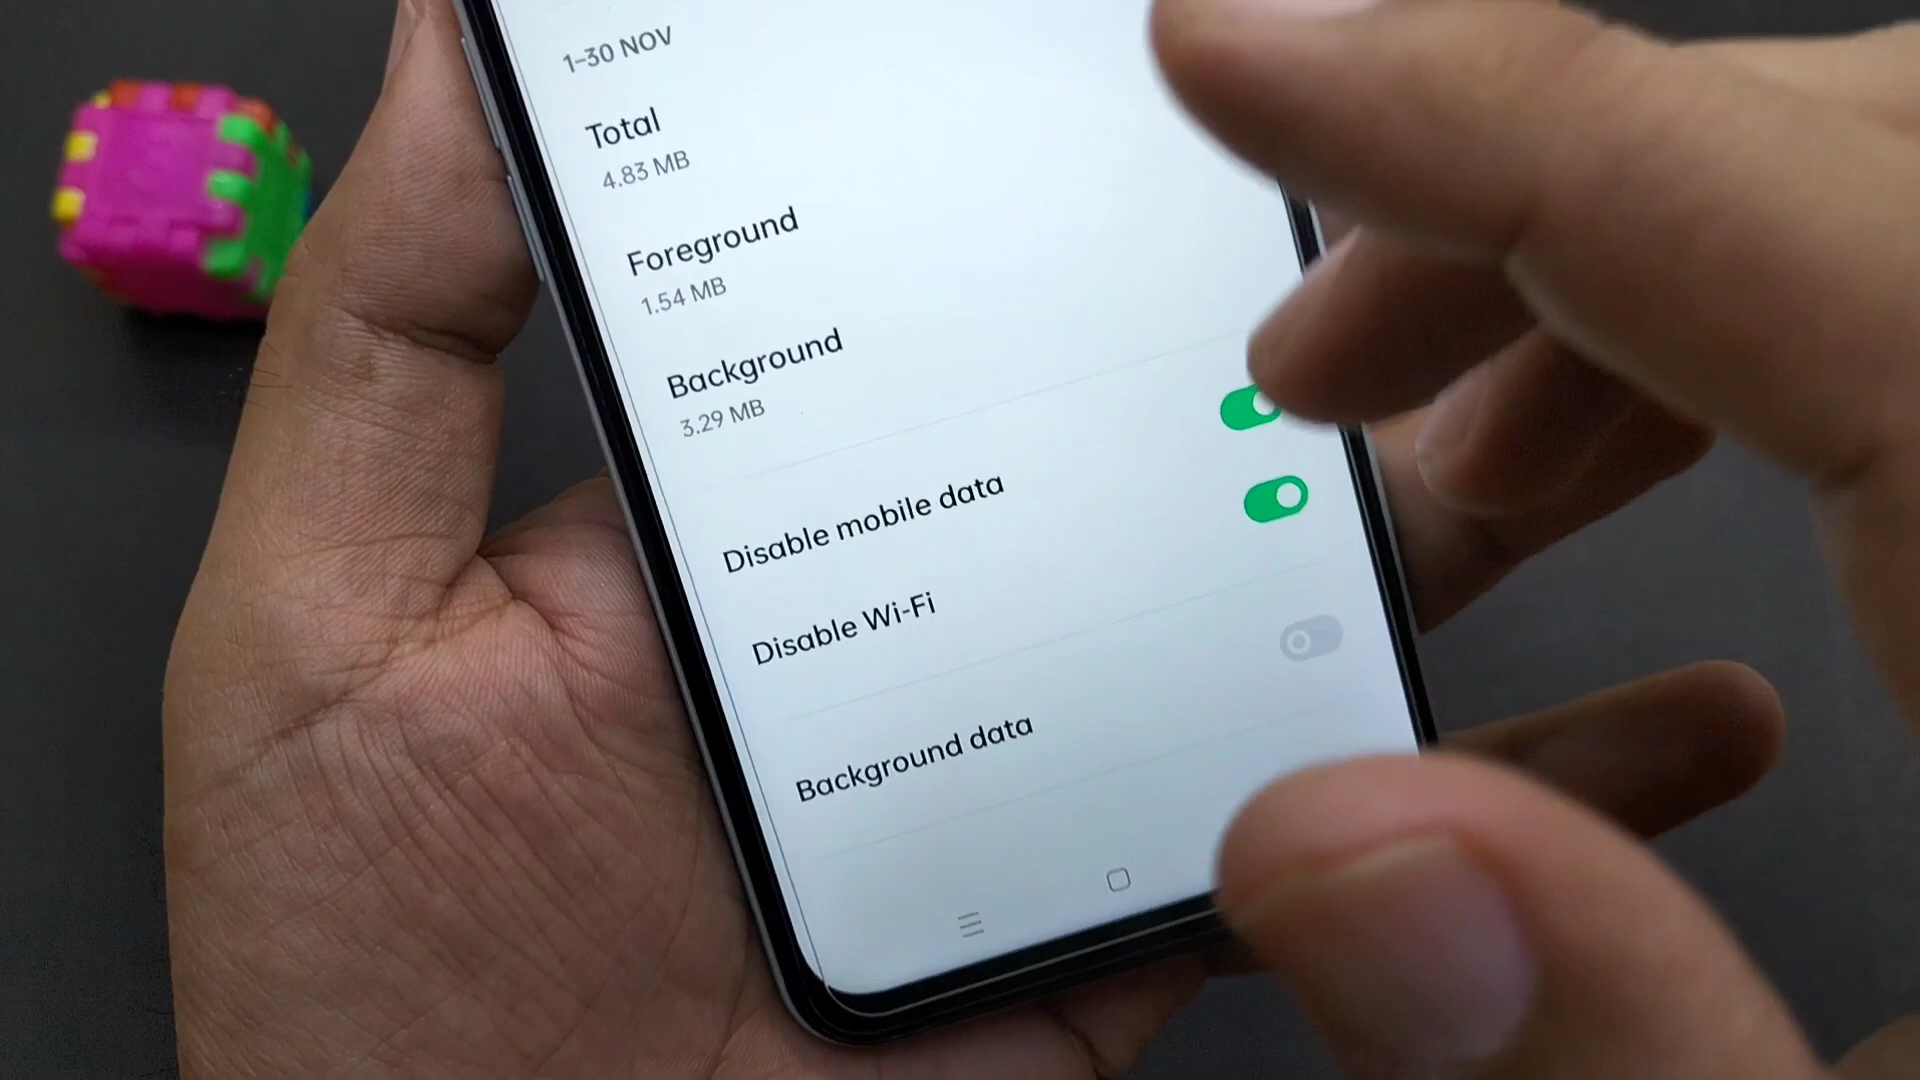 1–30 NOV
Total
4.83 MB
Foreground
1.54 MB
Background
3.29 MB
Disable mobile data
Disable Wi-Fi
Background data